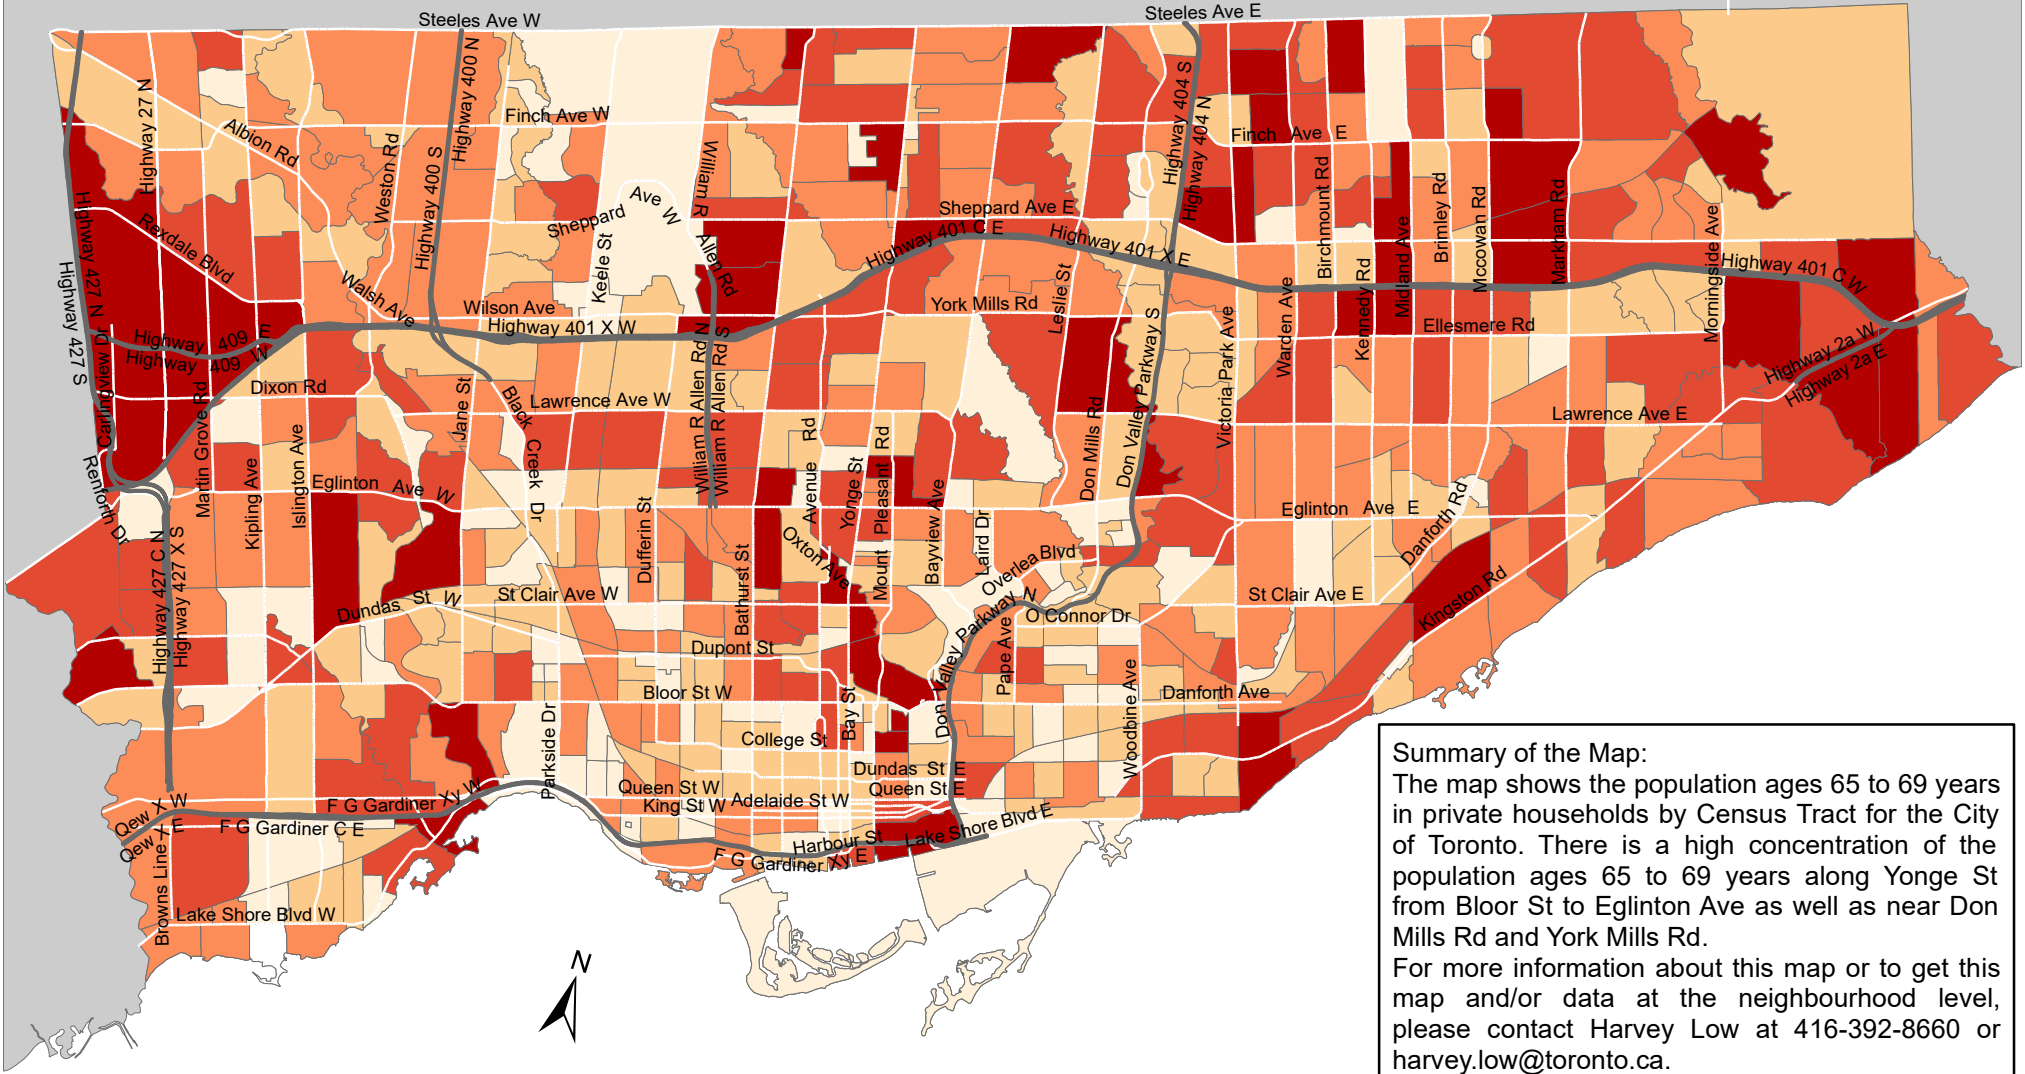 Steeles Ave W
Steeles Ave E
Highway 27 N
Albion Rd
Weston Rd
Highway 400 N
Highway 400 S
Finch Ave W
William R
Allen Rd
Highway 404 S
Highway 404 N
Finch Ave E
Highway 427 N
Rexdale Blvd
Highway 427 S
Walsh Ave
Sheppard Ave W
Keele St
Sheppard Ave E
Highway 401 C E
Highway 401 X E
Leslie St
Birchmount Rd
Kennedy Rd
Midland Ave
Brimley Rd
Mccowan Rd
Markham Rd
Morningside Ave
Highway 401 C W
Wilson Ave
Highway 401 X W
York Mills Rd
Ellesmere Rd
Highway 409 E
Highway 409 W
Carlingview Dr
Dixon Rd
Martin Grove Rd
Kipling Ave
Islington Ave
Jane St
Black Creek Dr
Lawrence Ave W
William R Allen Rd N
William R Allen Rd S
Avenue Rd
Yonge St
Mount Pleasant Rd
Bayview Ave
Don Mills Rd
Don Valley Parkway S
Victoria Park Ave
Warden Ave
Highway 2a W
Highway 2a E
Lawrence Ave E
Renforth Dr
Eglinton Ave W
Highway 427 C N
Highway 427 X S
Dufferin St
Bathurst St
Oxton Ave
Laird Dr
Overlea Blvd
Eglinton Ave E
Danforth Rd
Dundas St W
St Clair Ave W
Don Valley Parkway N
O Connor Dr
St Clair Ave E
Kingston Rd
Dupont St
Pape Ave
Bloor St W
Bay St
Woodbine Ave
Danforth Ave
Parkside Dr
College St
Dundas St E
Queen St W
Queen St E
King St W
Adelaide St W
Qew X W
Qew X E
F G Gardiner Xy W
F G Gardiner C E
Harbour St
Lake Shore Blvd E
F G Gardiner Xy E
Browns Line
Lake Shore Blvd W
N
Summary of the Map:
The map shows the population ages 65 to 69 years
in private households by Census Tract for the City
of Toronto. There is a high concentration of the
population ages 65 to 69 years along Yonge St
from Bloor St to Eglinton Ave as well as near Don
Mills Rd and York Mills Rd.
For more information about this map or to get this
map and/or data at the neighbourhood level,
please contact Harvey Low at 416-392-8660 or
harvey.low@toronto.ca.